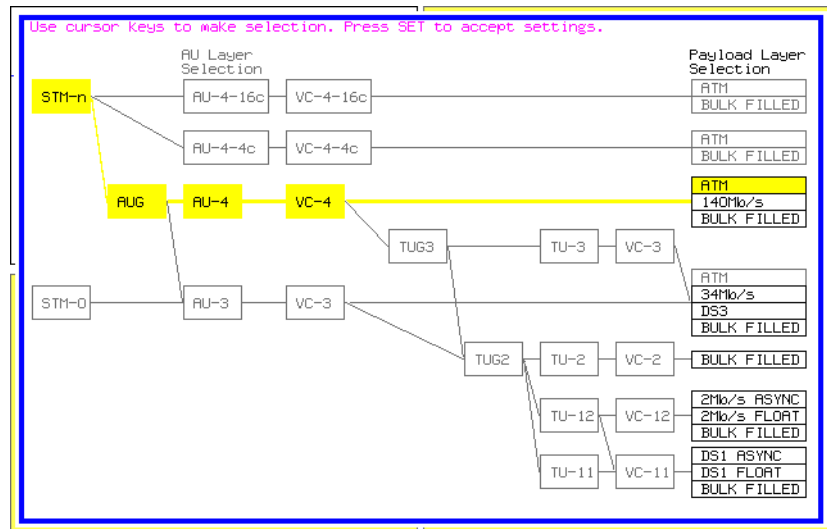 Use cursor Keys to make selection. Press SET to accept settings.
AU Layer
Selection
Payload Layer
Selection
STM-n
AU-4-16c
VC-4-16c
ATM
BULK FILLED
AU-4-4c
VC-4-4c
ATM
BULK FILLED
AUG
AU-4
VC-4
ATM
140Mb/s
BULK FILLED
TUG3
TU-3
VC-3
STM-0
AU-3
VC-3
ATM
34Mb/s
DS3
BULK FILLED
TUG2
TU-2
VC-2
BULK FILLED
TU-12
VC-12
2Mb/s ASYNC
2Mb/s FLOAT
BULK FILLED
TU-11
VC-11
DS1 ASYNC
DS1 FLOAT
BULK FILLED